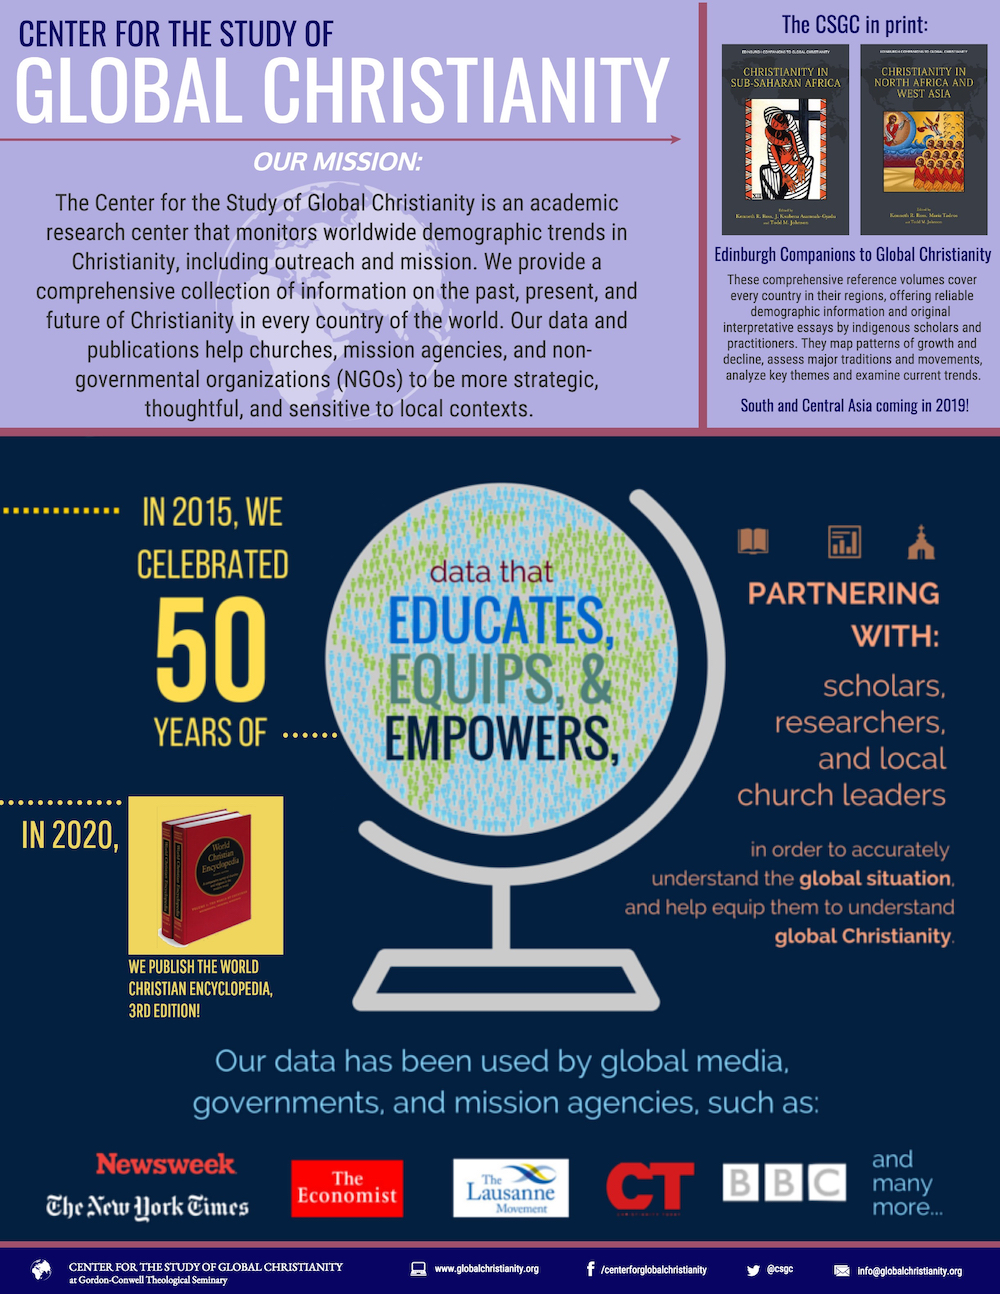 CENTER FOR THE STUDY OF
GLOBAL CHRISTIANITY
OUR MISSION:
The Center for the Study of Global Christianity is an academic
research center that monitors worldwide demographic trends in
Christianity, including outreach and mission. We provide a
comprehensive collection of information on the past, present, and
future of Christianity in every country of the world. Our data and
publications help churches, mission agencies, and non-
governmental organizations (NGOs) to be more strategic,
thoughtful, and sensitive to local contexts.
The CSGC in print:
EDINBURGH COMPANIONS TO GLOBAL CHRISTIANITY
CHRISTIANITY IN
SUB-SAHARAN AFRICA
Edited by
Kenneth R. Ross, J. Kwabena Asamoah-Gyadu
and Todd M. Johnson
EDINBURGH COMPANIONS TO GLOBAL CHRISTIANITY
CHRISTIANITY IN
NORTH AFRICA AND
WEST ASIA
Edited by
Kenneth R. Ross, Mariz Tadros
and Todd M. Johnson
Edinburgh Companions to Global Christianity
These comprehensive reference volumes cover
every country in their regions, offering reliable
demographic information and original
interpretative essays by indigenous scholars and
practitioners. They map patterns of growth and
decline, assess major traditions and movements,
analyze key themes and examine current trends.
South and Central Asia coming in 2019!
IN 2015, WE
CELEBRATED
50
YEARS OF
data that
EDUCATES,
EQUIPS, &
EMPOWERS,
PARTNERING
WITH:
scholars,
researchers,
and local
church leaders
in order to accurately
understand the global situation,
and help equip them to understand
global Christianity.
IN 2020,
World
Christian
Encyclopedia
World Christian Encyclopedia
World Christian Encyclopedia
WE PUBLISH THE WORLD
CHRISTIAN ENCYCLOPEDIA,
3RD EDITION!
Our data has been used by global media,
governments, and mission agencies, such as:
Newsweek
The New York Times
The
Economist
The
Lausanne
Movement
CT
CHRISTIANITY TODAY
BBC
and
many
more...
CENTER FOR THE STUDY OF GLOBAL CHRISTIANITY
at Gordon-Conwell Theological Seminary
www.globalchristianity.org
/centerforglobalchristianity
@csgc
info@globalchristianity.org